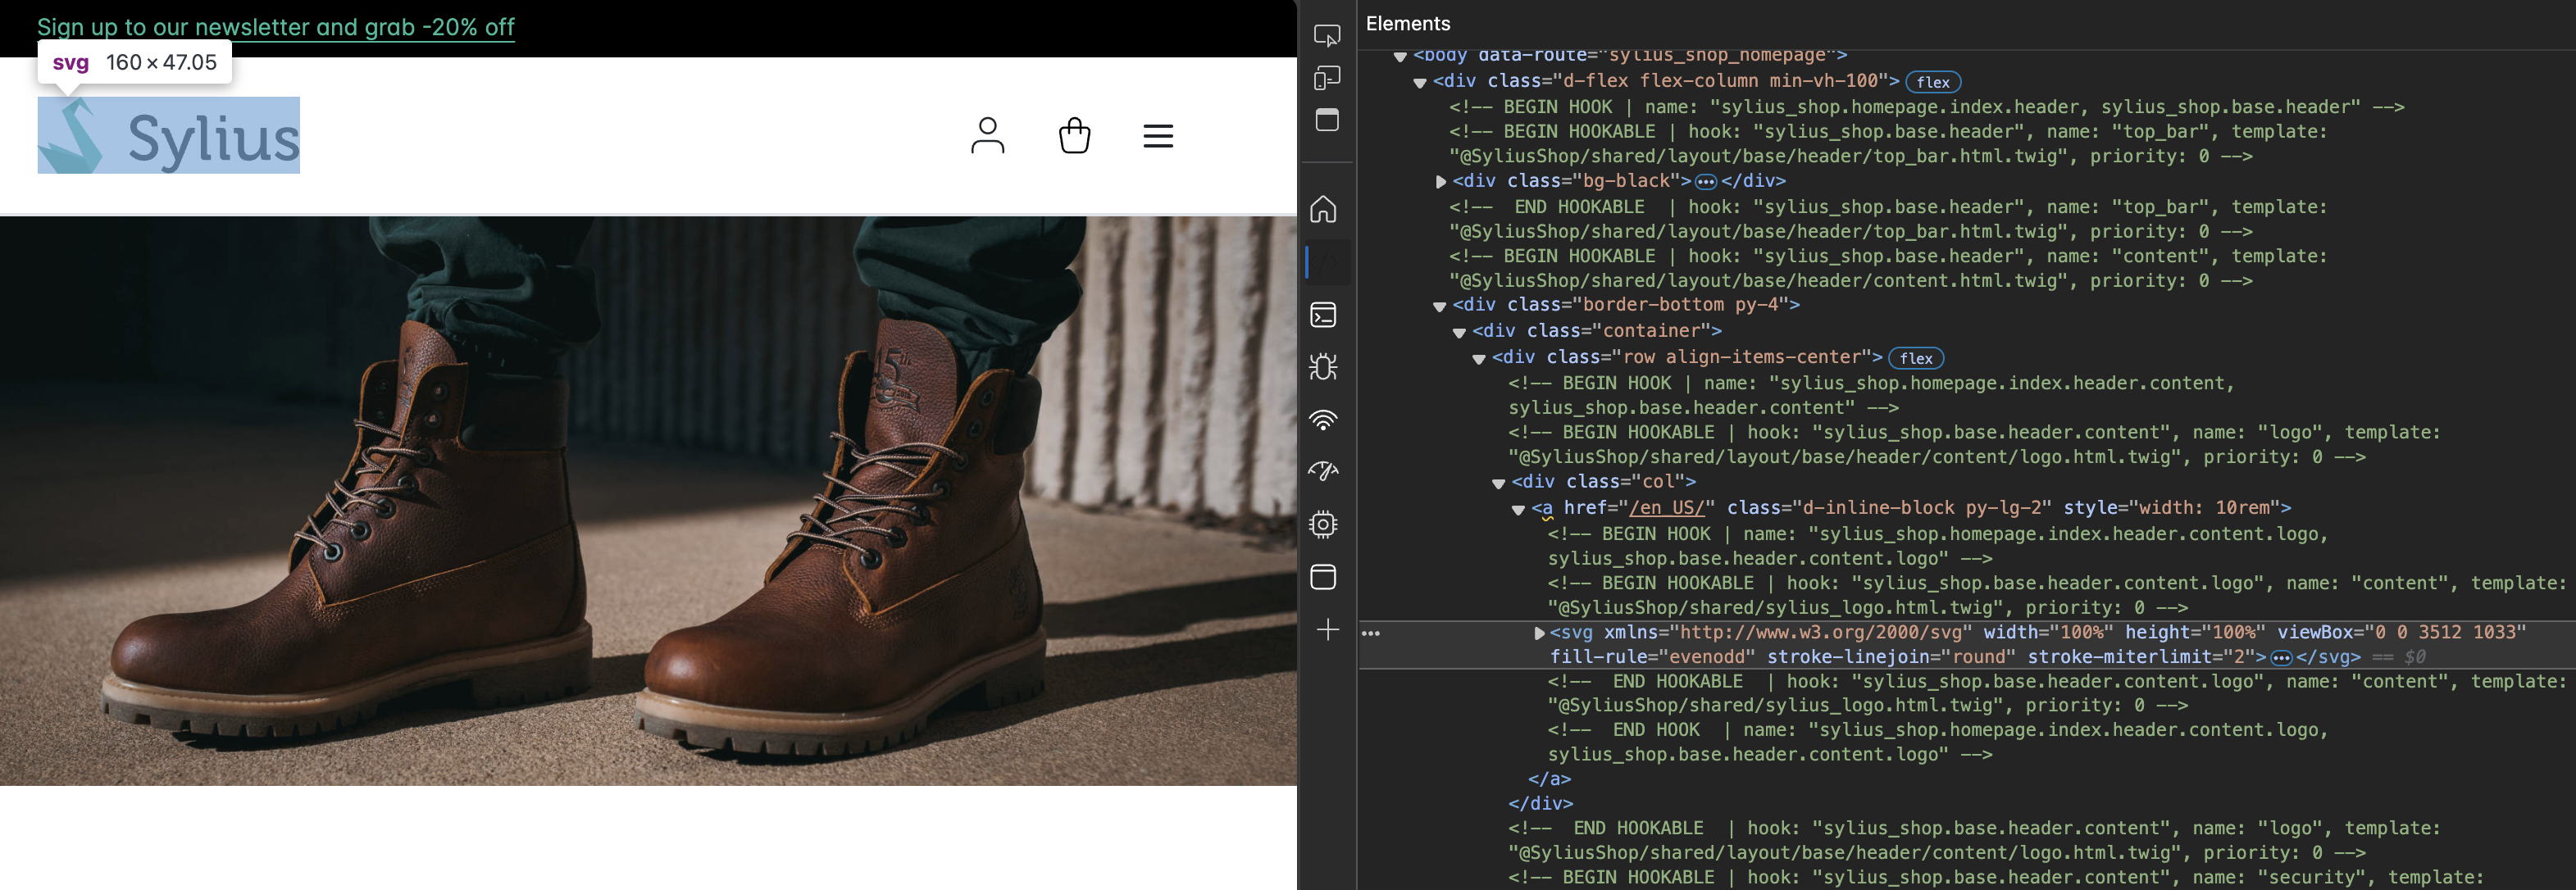 Sign up to our newsletter and grab -20% off
svg 160 × 47.05
Sylius
15th
Elements
<body data-route="sylius_shop_homepage">
<div class="d-flex flex-column min-vh-100"> flex
<!-- BEGIN HOOK | name: "sylius_shop.homepage.index.header, sylius_shop.base.header" -->
<!-- BEGIN HOOKABLE | hook: "sylius_shop.base.header", name: "top_bar", template:
"@SyliusShop/shared/layout/base/header/top_bar.html.twig", priority: 0 -->
<div class="bg-black"> ••• </div>
<!--  END HOOKABLE  | hook: "sylius_shop.base.header", name: "top_bar", template:
"@SyliusShop/shared/layout/base/header/top_bar.html.twig", priority: 0 -->
<!-- BEGIN HOOKABLE | hook: "sylius_shop.base.header", name: "content", template:
"@SyliusShop/shared/layout/base/header/content.html.twig", priority: 0 -->
<div class="border-bottom py-4">
<div class="container">
<div class="row align-items-center"> flex
<!-- BEGIN HOOK | name: "sylius_shop.homepage.index.header.content,
sylius_shop.base.header.content" -->
<!-- BEGIN HOOKABLE | hook: "sylius_shop.base.header.content", name: "logo", template:
"@SyliusShop/shared/layout/base/header/content/logo.html.twig", priority: 0 -->
<div class="col">
<a href="/en_US/" class="d-inline-block py-lg-2" style="width: 10rem">
<!-- BEGIN HOOK | name: "sylius_shop.homepage.index.header.content.logo,
sylius_shop.base.header.content.logo" -->
<!-- BEGIN HOOKABLE | hook: "sylius_shop.base.header.content.logo", name: "content", template:
"@SyliusShop/shared/sylius_logo.html.twig", priority: 0 -->
••• <svg xmlns="http://www.w3.org/2000/svg" width="100%" height="100%" viewBox="0 0 3512 1033"
fill-rule="evenodd" stroke-linejoin="round" stroke-miterlimit="2"> ••• </svg> == $0
<!--  END HOOKABLE  | hook: "sylius_shop.base.header.content.logo", name: "content", template:
"@SyliusShop/shared/sylius_logo.html.twig", priority: 0 -->
<!--  END HOOK  | name: "sylius_shop.homepage.index.header.content.logo,
sylius_shop.base.header.content.logo" -->
</a>
</div>
<!--  END HOOKABLE  | hook: "sylius_shop.base.header.content", name: "logo", template:
"@SyliusShop/shared/layout/base/header/content/logo.html.twig", priority: 0 -->
<!-- BEGIN HOOKABLE | hook: "sylius_shop.base.header.content", name: "security", template: